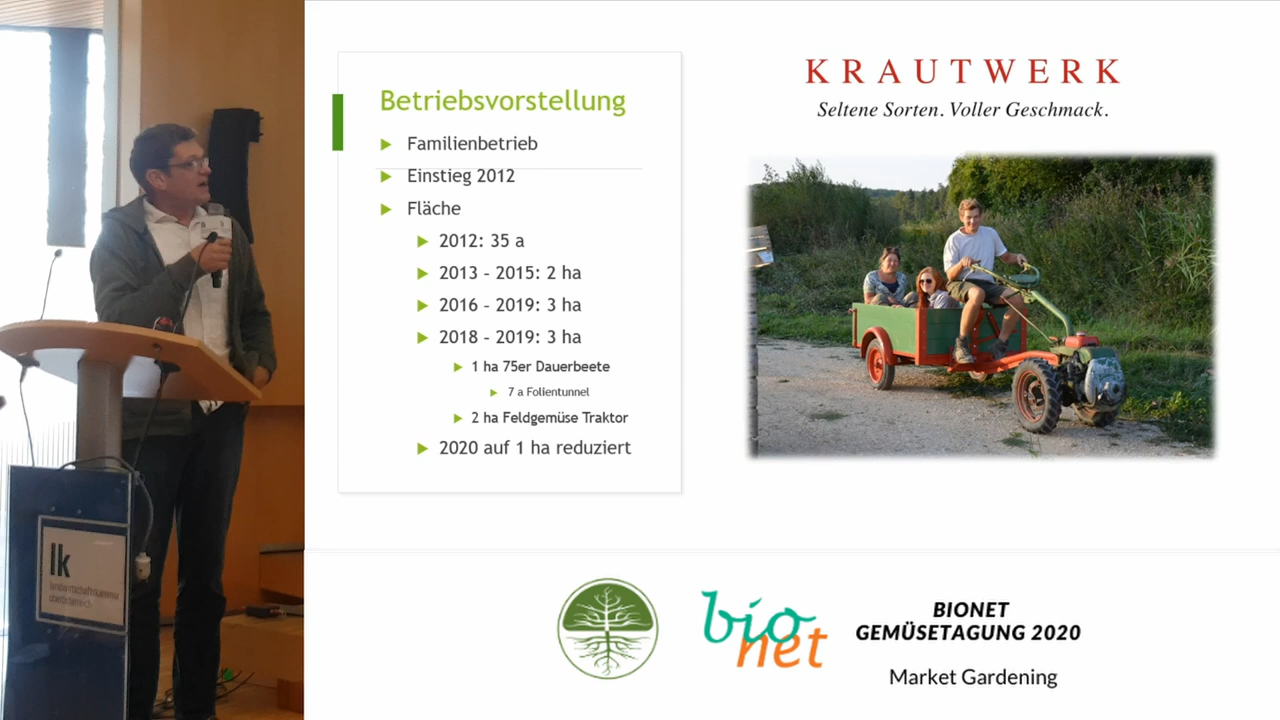 Betriebsvorstellung
Familienbetrieb
Einstieg 2012
Fläche
2012: 35 a
2013 - 2015: 2 ha
2016 - 2019: 3 ha
2018 - 2019: 3 ha
1 ha 75er Dauerbeete
7 a Folientunnel
2 ha Feldgemüse Traktor
2020 auf 1 ha reduziert
KRAUTWERK
Seltene Sorten. Voller Geschmack.
lk
landwirtschaftskammer
oberösterreich
bio
net
BIONET
GEMÜSETAGUNG 2020
Market Gardening